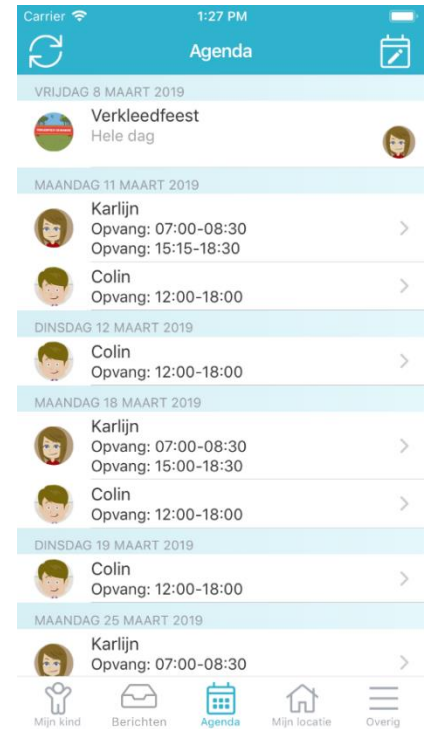 Carrier 1:27 PM
Agenda
VRIJDAG 8 MAART 2019
Verkleedfeest
Hele dag
MAANDAG 11 MAART 2019
Karlijn
Opvang: 07:00-08:30
Opvang: 15:15-18:30
Colin
Opvang: 12:00-18:00
DINSDAG 12 MAART 2019
Colin
Opvang: 12:00-18:00
MAANDAG 18 MAART 2019
Karlijn
Opvang: 07:00-08:30
Opvang: 15:00-18:30
Colin
Opvang: 12:00-18:00
DINSDAG 19 MAART 2019
Colin
Opvang: 12:00-18:00
MAANDAG 25 MAART 2019
Karlijn
Opvang: 07:00-08:30
Mijn kind Berichten Agenda Mijn locatie Overig